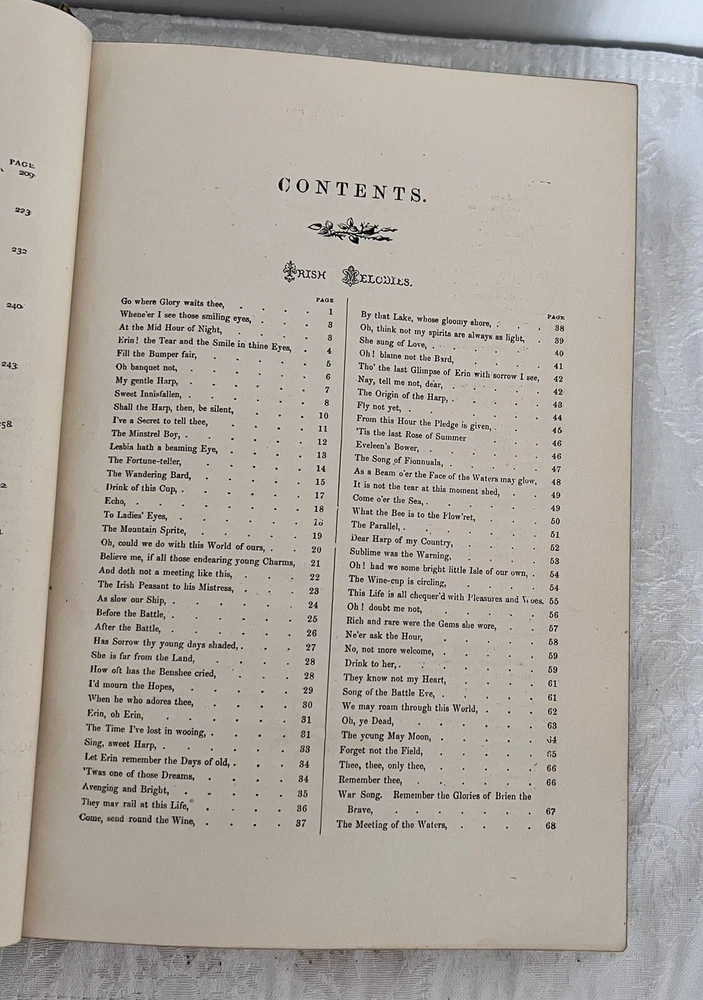 PAGE
209
223
232
240
243
258
CONTENTS.
IRISH MELODIES.
PAGE
Go where Glory waits thee, . . . . 1
Whene'er I see those smiling eyes, . . . 3
At the Mid Hour of Night, . . . . 3
Erin! the Tear and the Smile in thine Eyes, . 4
Fill the Bumper fair, . . . . 5
Oh banquet not, . . . . . 6
My gentle Harp, . . . . . 7
Sweet Innisfallen, . . . . . 8
Shall the Harp, then, be silent, . . . 10
I've a Secret to tell thee, . . . . 11
The Minstrel Boy, . . . . . 12
Lesbia hath a beaming Eye, . . . . 13
The Fortune-teller, . . . . . 14
The Wandering Bard, . . . . . 15
Drink of this Cup, . . . . . 17
Echo, . . . . . . 18
To Ladies' Eyes, . . . . . 18
The Mountain Sprite, . . . . . 19
Oh, could we do with this World of ours, . . 20
Believe me, if all those endearing young Charms, 21
And doth not a meeting like this, . . . 22
The Irish Peasant to his Mistress, . . . 23
As slow our Ship, . . . . . 24
Before the Battle, . . . . . 25
After the Battle, . . . . . 26
Has Sorrow thy young days shaded, . . . 27
She is far from the Land, . . . . 28
How oft has the Benshee cried, . . . 28
I'd mourn the Hopes, . . . . . 29
When he who adores thee, . . . . 30
Erin, oh Erin, . . . . . 31
The Time I've lost in wooing, . . . . 31
Sing, sweet Harp, . . . . . 33
Let Erin remember the Days of old, . . . 34
'Twas one of those Dreams, . . . . 34
Avenging and Bright, . . . . . 35
They may rail at this Life, . . . . 36
Come, send round the Wine, . . . . 37
PAGE
By that Lake, whose gloomy shore, . . . 38
Oh, think not my spirits are always as light, . 39
She sung of Love, . . . . . 40
Oh! blame not the Bard, . . . . 41
Tho' the last Glimpse of Erin with sorrow I see, 42
Nay, tell me not, dear, . . . . 42
The Origin of the Harp, . . . . 43
Fly not yet, . . . . . 44
From this Hour the Pledge is given, . . . 45
'Tis the last Rose of Summer . . . . 46
Eveleen's Bower, . . . . . 46
The Song of Fionnuala, . . . . 47
As a Beam o'er the Face of the Waters may glow, 48
It is not the tear at this moment shed, . . 49
Come o'er the Sea, . . . . . 49
What the Bee is to the Flow'ret, . . . 50
The Parallel, . . . . . 51
Dear Harp of my Country, . . . . 52
Sublime was the Warning, . . . . 53
Oh! had we some bright little Isle of our own, . 54
The Wine-cup is circling, . . . . 54
This Life is all chequer'd with Pleasures and Woes, 55
Oh! doubt me not, . . . . . 56
Rich and rare were the Gems she wore, . . 57
Ne'er ask the Hour, . . . . . 58
No, not more welcome, . . . . 59
Drink to her, . . . . . 59
They know not my Heart, . . . . 61
Song of the Battle Eve, . . . . 61
We may roam through this World, . . . 62
Oh, ye Dead, . . . . . 63
The young May Moon, . . . . 64
Forget not the Field, . . . . 65
Thee, thee, only thee, . . . . 66
Remember thee, . . . . . 66
War Song. Remember the Glories of Brien the
Brave, . . . . . . 67
The Meeting of the Waters, . . . . 68